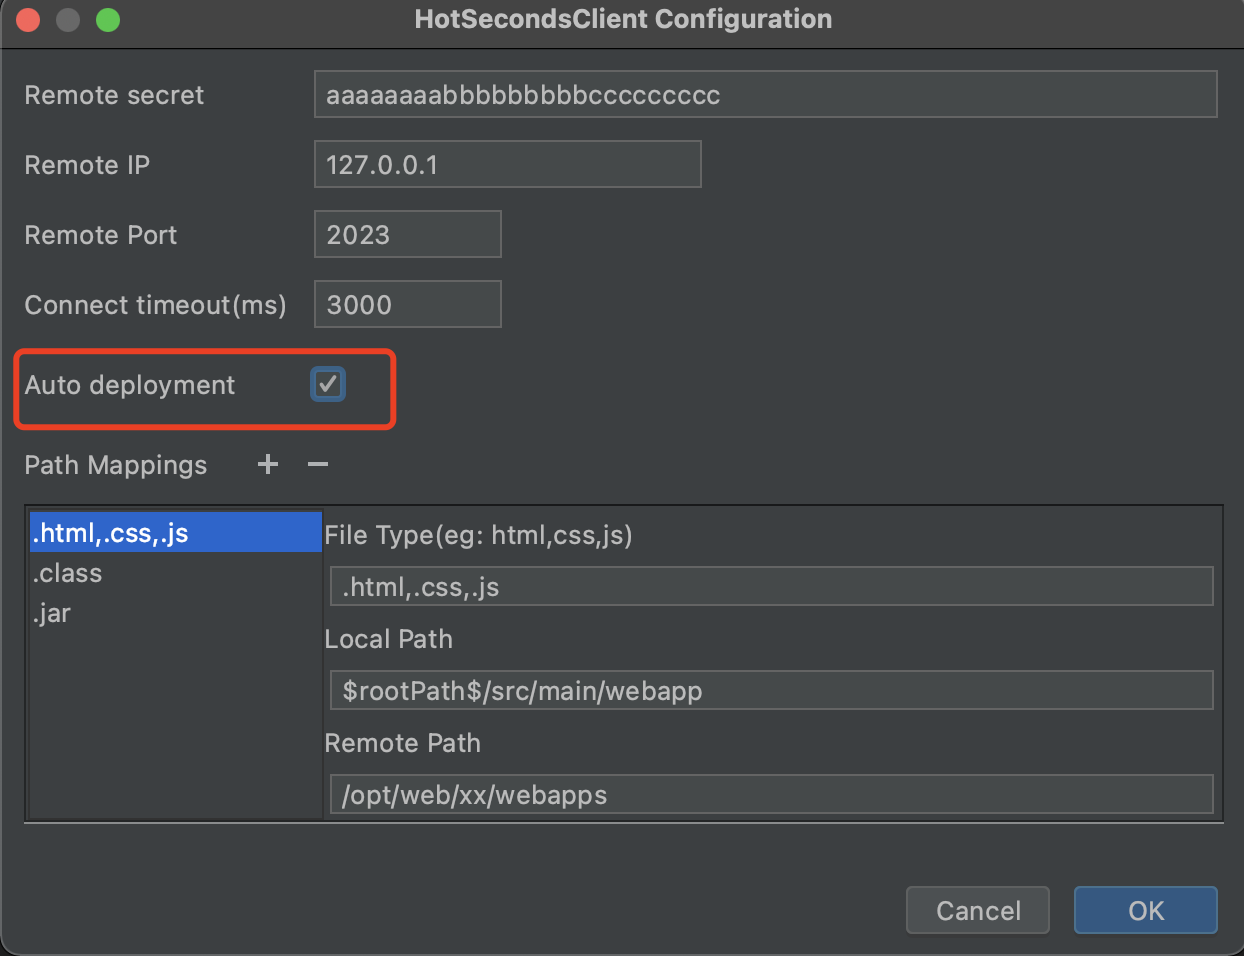 HotSecondsClient Configuration
Remote secret aaaaaaaabbbbbbbbbbccccccccc
Remote IP 127.0.0.1
Remote Port 2023
Connect timeout(ms) 3000
Auto deployment
Path Mappings + −
.html,.css,.js
.class
.jar
File Type(eg: html,css,js)
.html,.css,.js
Local Path
$rootPath$/src/main/webapp
Remote Path
/opt/web/xx/webapps
Cancel OK